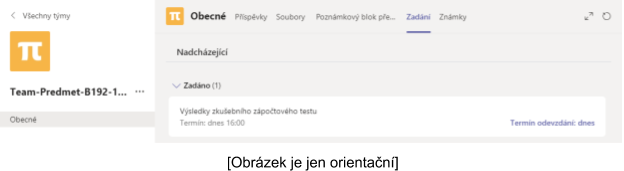 < Všechny týmy
π
Team-Predmet-B192-1... ...
Obecné
π Obecné Příspěvky Soubory Poznámkový blok pře... Zadání Známky
Nadcházející
Zadáno (1)
Výsledky zkušebního zápočtového testu
Termín: dnes 16:00
Termín odevzdání: dnes
[Obrázek je jen orientační]